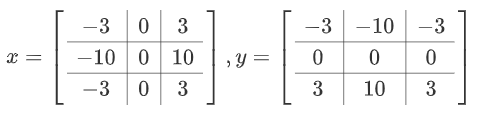 x = [ -3 0 3 ; -10 0 10 ; -3 0 3 ] , y = [ -3 -10 -3 ; 0 0 0 ; 3 10 3 ]